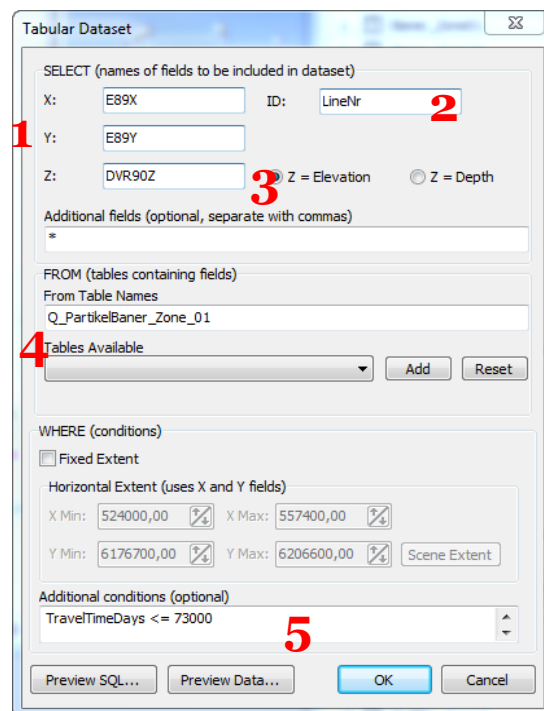 Tabular Dataset
SELECT (names of fields to be included in dataset)
X: E89X ID: LineNr 2
1 Y: E89Y
Z: DVR90Z 3 Z = Elevation Z = Depth
Additional fields (optional, separate with commas)
*
FROM (tables containing fields)
From Table Names
Q_PartikelBaner_Zone_01
4 Tables Available
Add Reset
WHERE (conditions)
Fixed Extent
Horizontal Extent (uses X and Y fields)
X Min: 524000,00 X Max: 557400,00
Y Min: 6176700,00 Y Max: 6206600,00 Scene Extent
Additional conditions (optional)
TravelTimeDays <= 73000
5
Preview SQL... Preview Data... OK Cancel